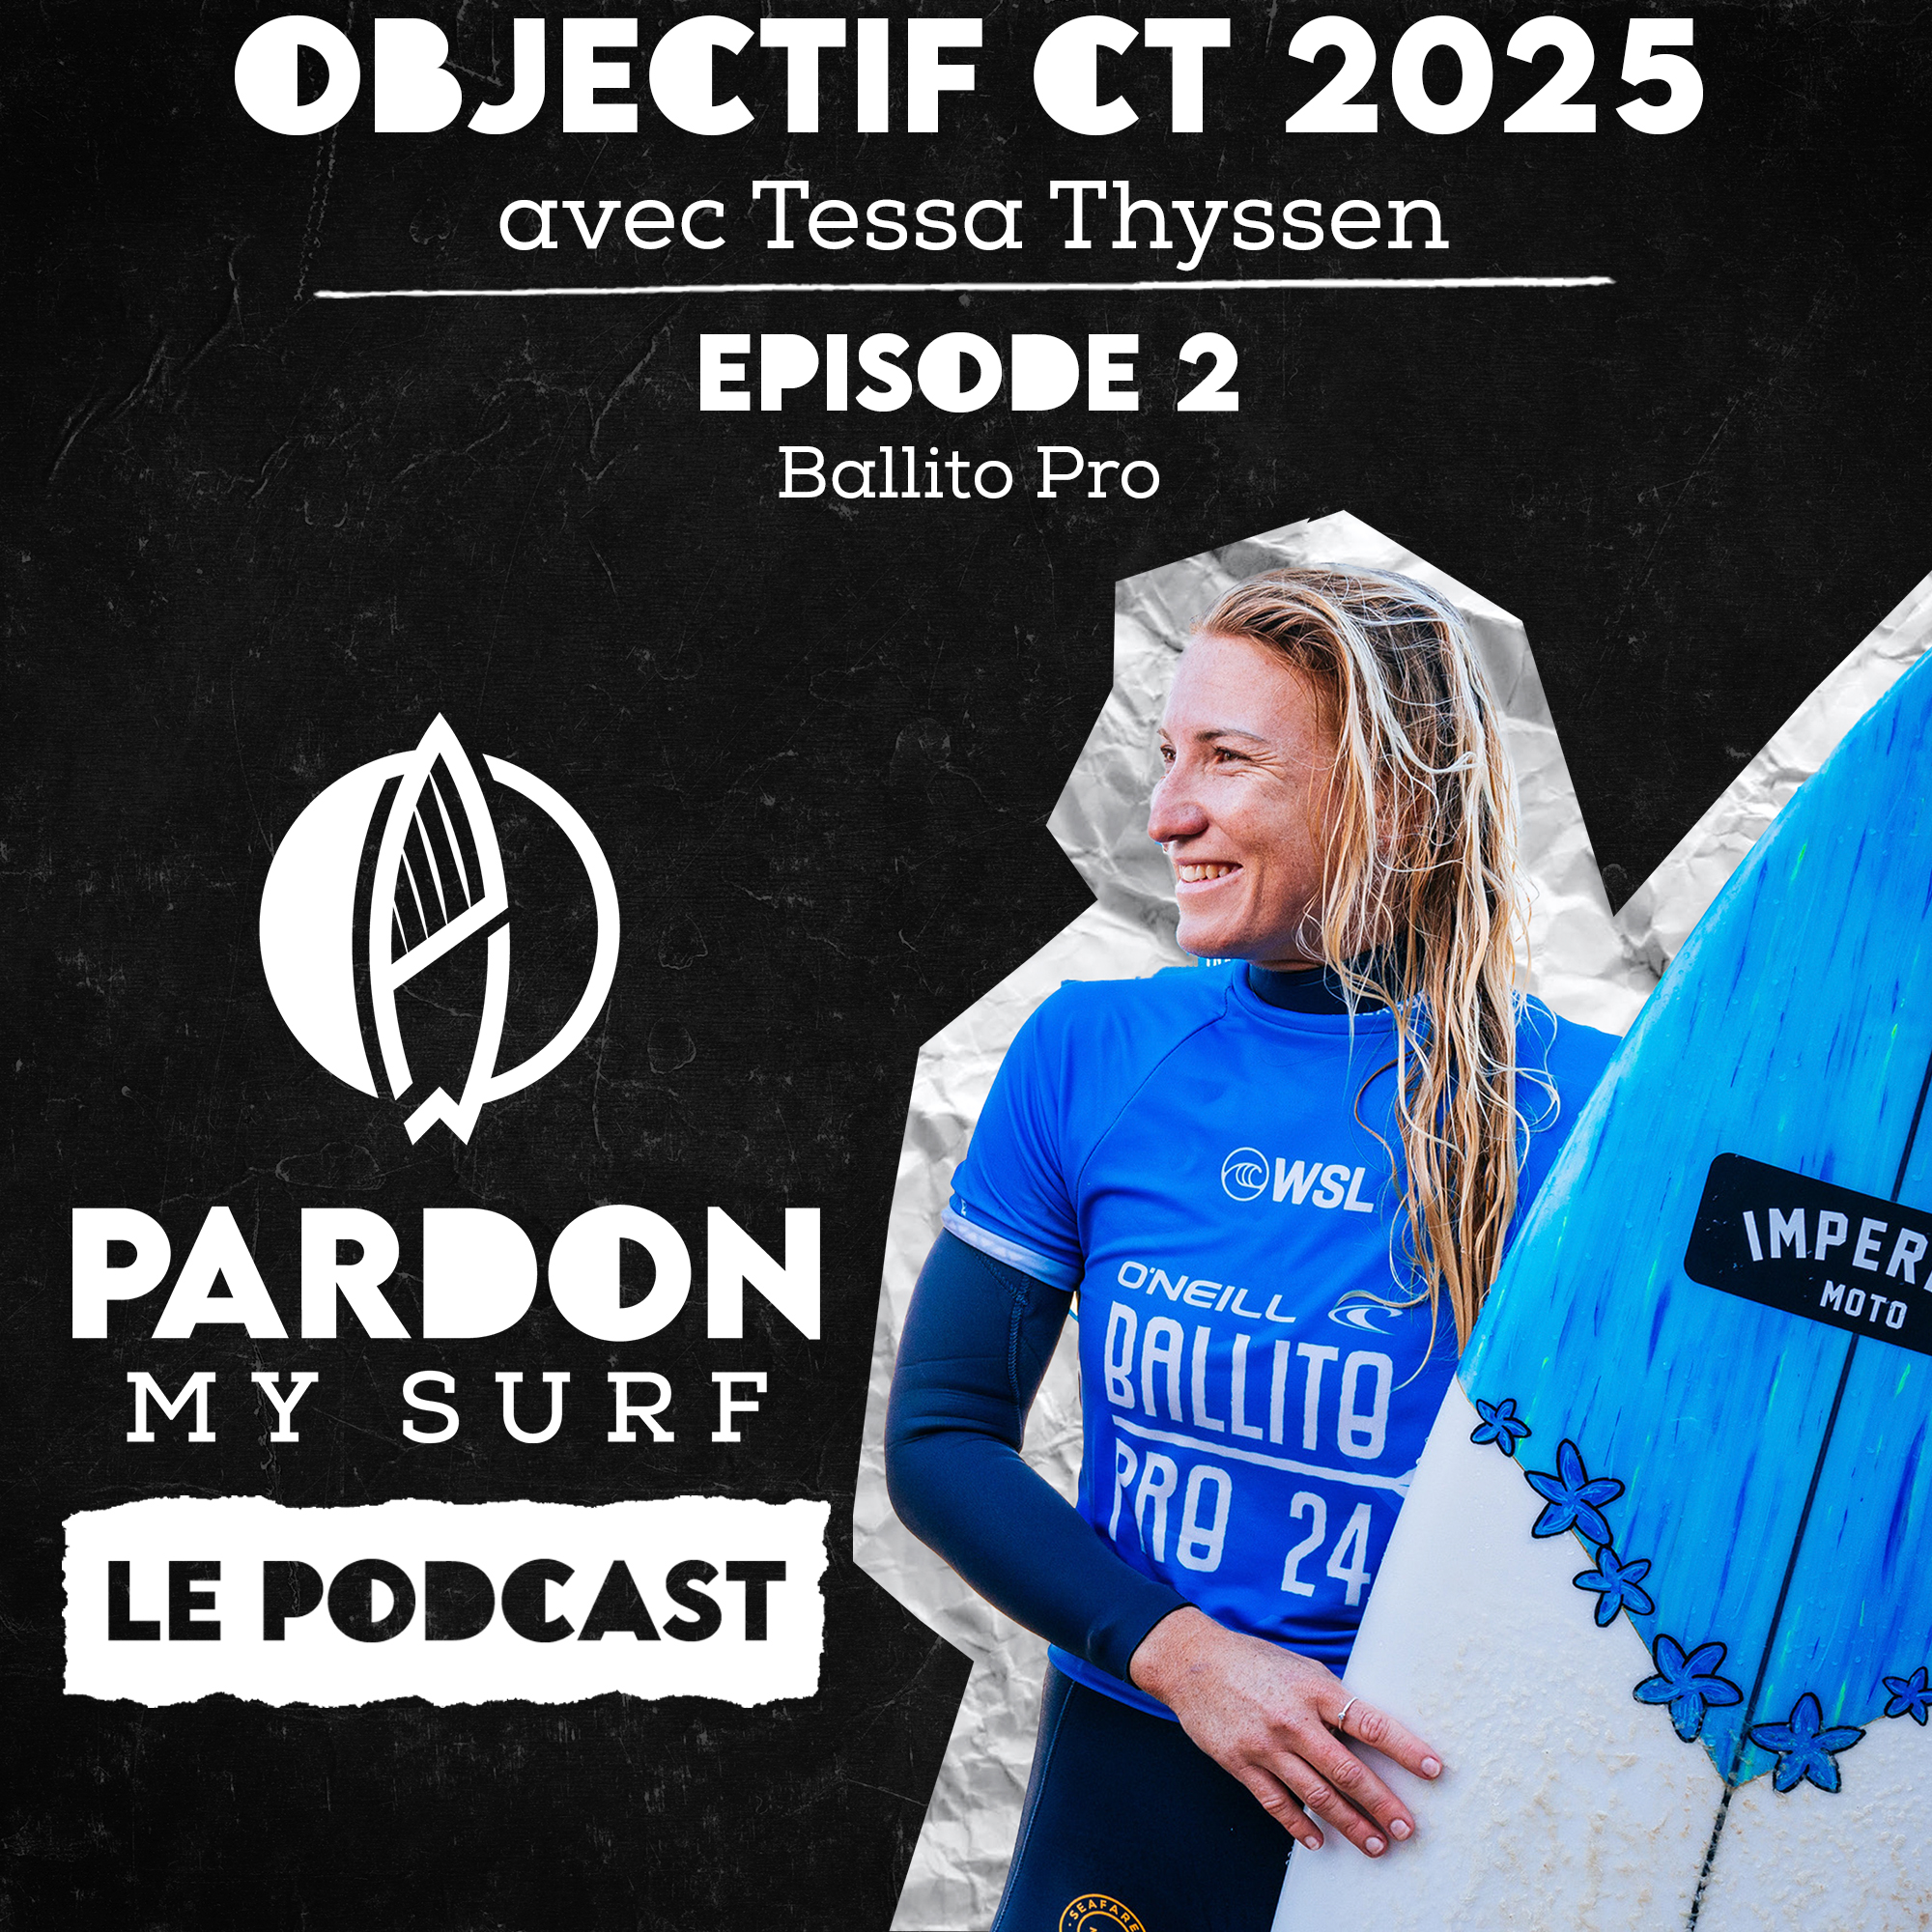 OBJECTIF CT 2025
avec Tessa Thyssen
EPISODE 2
Ballito Pro
PARDON
MY SURF
LE PODCAST
WSL
O'NEILL
BALLITO
PRO 24
MOTO